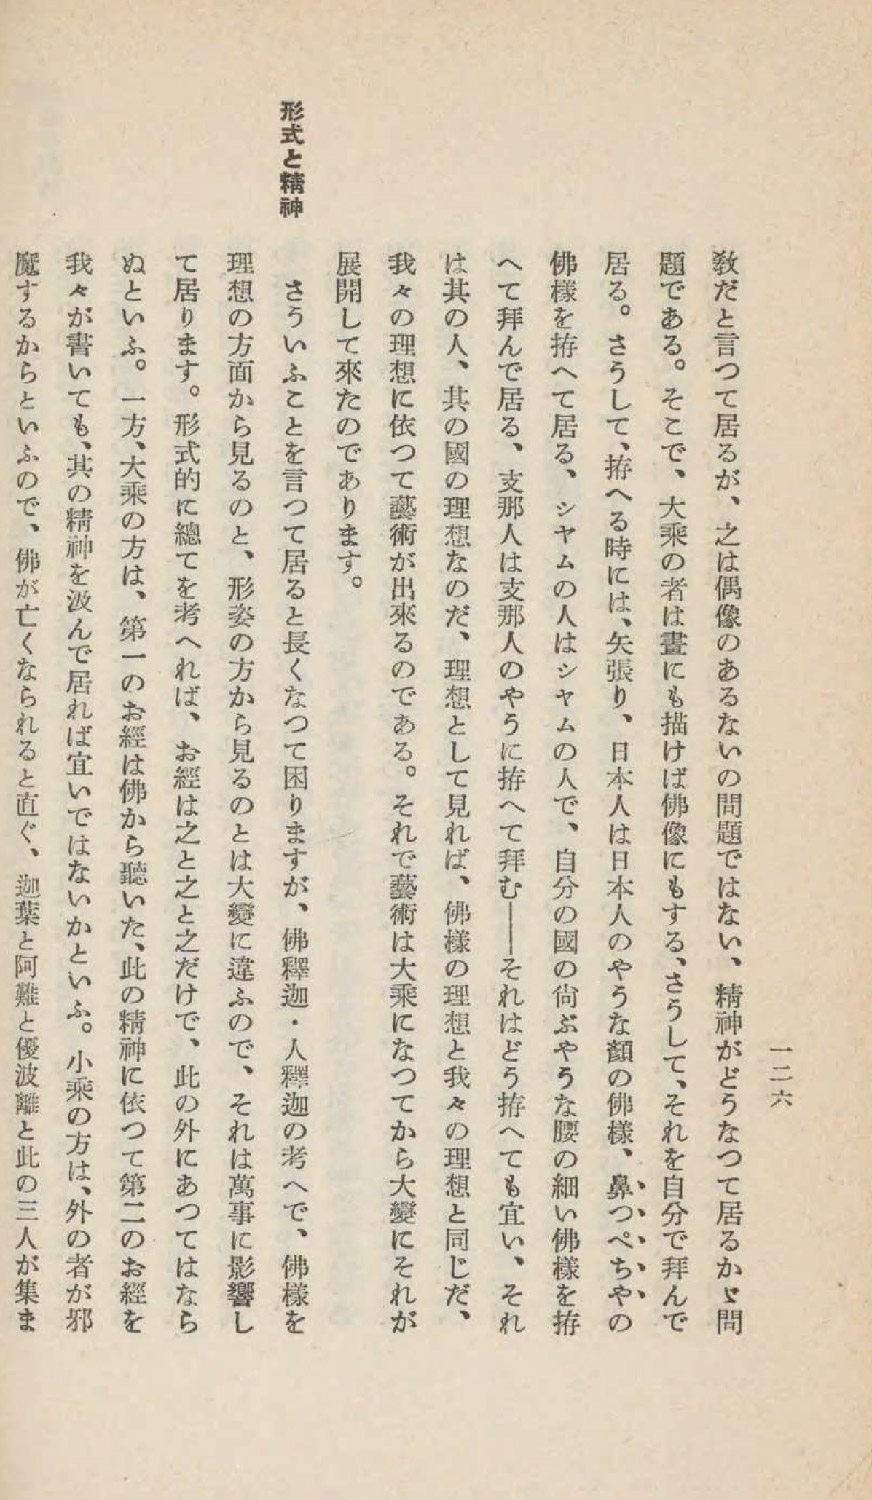 一二六
敎だと言つて居るが、之は偶像のあるないの問題ではない、精神がどうなつて居るかゞ問
題である。そこで、大乘の者は畫にも描けば佛像にもする、さうして、それを自分で拜んで
居る。さうして、拵へる時には、矢張り、日本人は日本人のやうな顏の佛樣、鼻つぺちやの
佛樣を拵へて居る、シヤムの人はシヤムの人で、自分の國の尙ぶやうな腰の細い佛樣を拵
へて拜んで居る、支那人は支那人のやうに拵へて拜む――それはどう拵へても宜い、それ
は其の人、其の國の理想なのだ、理想として見れば、佛樣の理想と我々の理想と同じだ、
我々の理想に依つて藝術が出來るのである。それで藝術は大乘になつてから大變にそれが
展開して來たのであります。
形式と精神
さういふことを言つて居ると長くなつて困りますが、佛釋迦・人釋迦の考へで、佛樣を
理想の方面から見るのと、形姿の方から見るのとは大變に違ふので、それは萬事に影響し
て居ります。形式的に總てを考へれば、お經は之と之と之だけで、此の外にあつてはなら
ぬといふ。一方、大乘の方は、第一のお經は佛から聽いた、此の精神に依つて第二のお經を
我々が書いても、其の精神を汲んで居れば宜いではないかといふ。小乘の方は、外の者が邪
魔するからといふので、佛が亡くなられると直ぐ、迦葉と阿難と優波離と此の三人が集ま